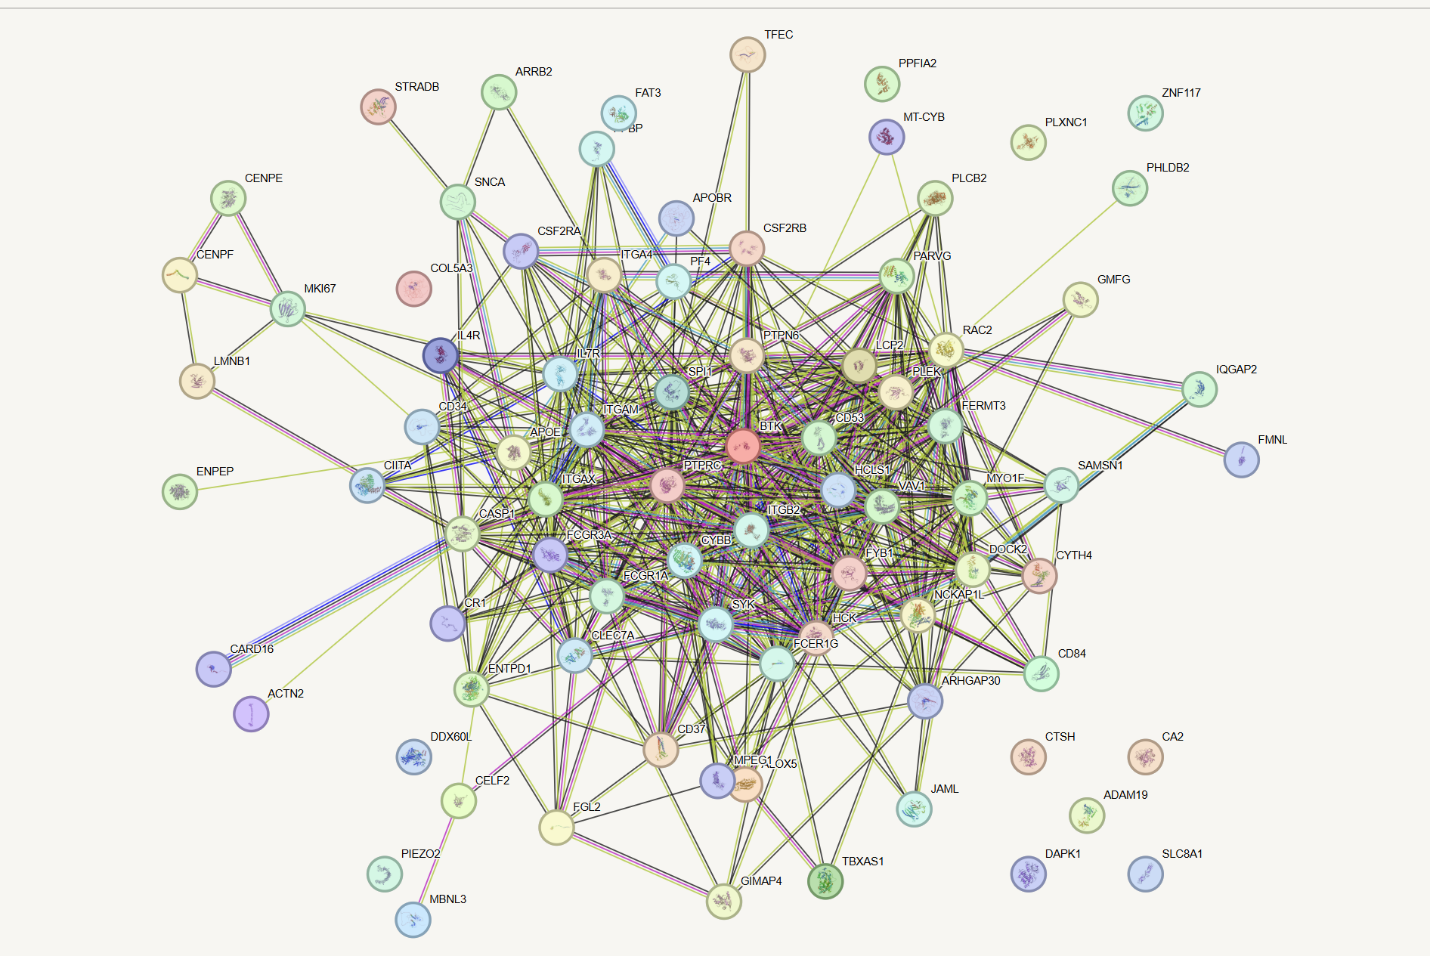 TFEC
PPFIA2
ARRB2
STRADB
FAT3
ZNF117
MT-CYB
PLXNC1
PHLDB2
CENPE
SNCA
PLCB2
APOBR
CSF2RA
CSF2RB
CENPF
ITGA4
PF4
PARVG
COL5A3
GMFG
MKI67
RAC2
IL4R
PTPN6
LCP2
IL7R
LMNB1
SPI1
PLEK
IQGAP2
CD34
ITGAM
FERMT3
CD53
BTK
APOE
FMNL
CIITA
PTPRC
HCLS1
SAMSN1
ENPEP
ITGAX
VAV1
MYO1F
CASP1
ITGB2
FCGR3A
CYBB
FYB1
DOCK2
CYTH4
FCGR1A
NCKAP1L
CR1
SYK
HCK
CLEC7A
FCER1G
CARD16
CD84
ENTPD1
ARHGAP30
ACTN2
CD37
DDX60L
CTSH
CA2
MPEG1
ALOX5
CELF2
JAML
ADAM19
FGL2
PIEZO2
TBXAS1
DAPK1
SLC8A1
GIMAP4
MBNL3